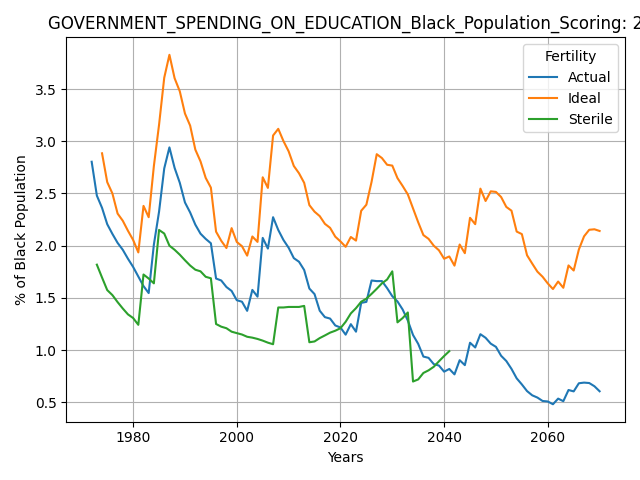 GOVERNMENT_SPENDING_ON_EDUCATION_Black_Population_Scoring: 2
Fertility
Actual
Ideal
Sterile
3.5
3.0
2.5
2.0
1.5
1.0
0.5
% of Black Population
1980
2000
2020
2040
2060
Years